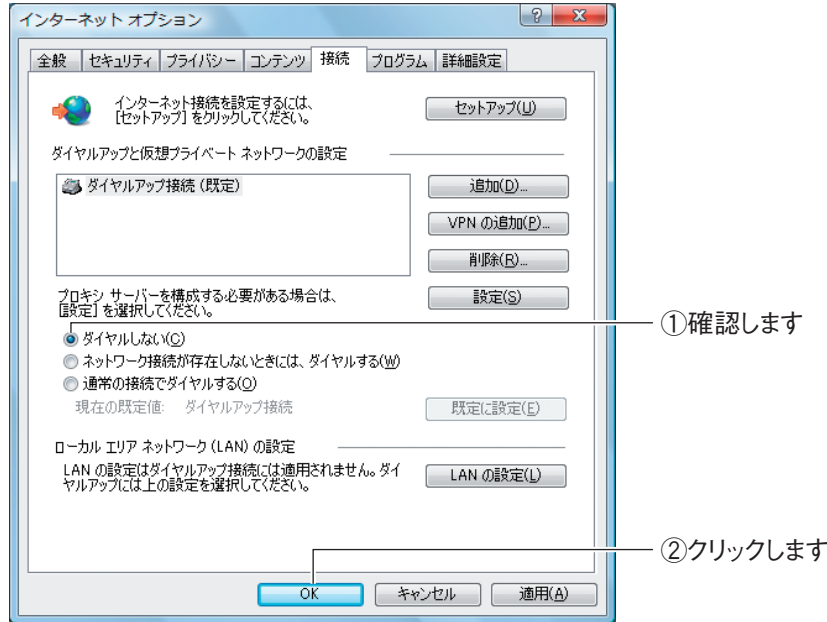 インターネット オプション
全般 セキュリティ プライバシー コンテンツ 接続 プログラム 詳細設定
インターネット接続を設定するには、
[セットアップ] をクリックしてください。
セットアップ(U)
ダイヤルアップと仮想プライベート ネットワークの設定
ダイヤルアップ接続 (既定)
追加(D)...
VPN の追加(P)...
削除(R)...
プロキシ サーバーを構成する必要がある場合は、
[設定] を選択してください。
設定(S)
ダイヤルしない(C)
①確認します
ネットワーク接続が存在しないときには、ダイヤルする(W)
通常の接続でダイヤルする(O)
現在の既定値: ダイヤルアップ接続
既定に設定(E)
ローカル エリア ネットワーク (LAN) の設定
LAN の設定はダイヤルアップ接続には適用されません。ダイ
ヤルアップには上の設定を選択してください。
LAN の設定(L)
②クリックします
OK キャンセル 適用(A)